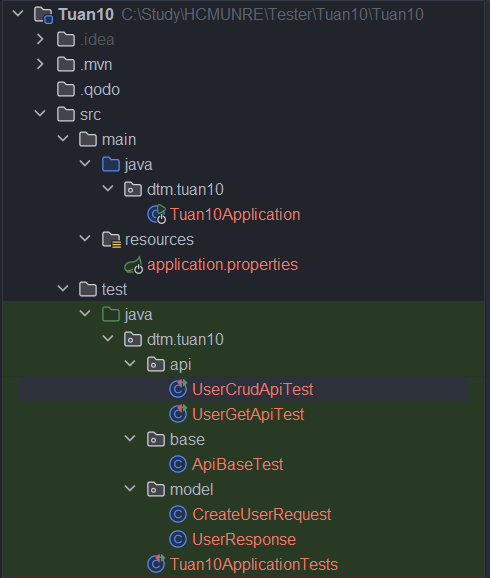 Tuan10 C:\Study\HCMUNRE\Tester\Tuan10\Tuan10
.idea
.mvn
.qodo
src
main
java
dtm.tuan10
Tuan10Application
resources
application.properties
test
java
dtm.tuan10
api
UserCrudApiTest
UserGetApiTest
base
ApiBaseTest
model
CreateUserRequest
UserResponse
Tuan10ApplicationTests